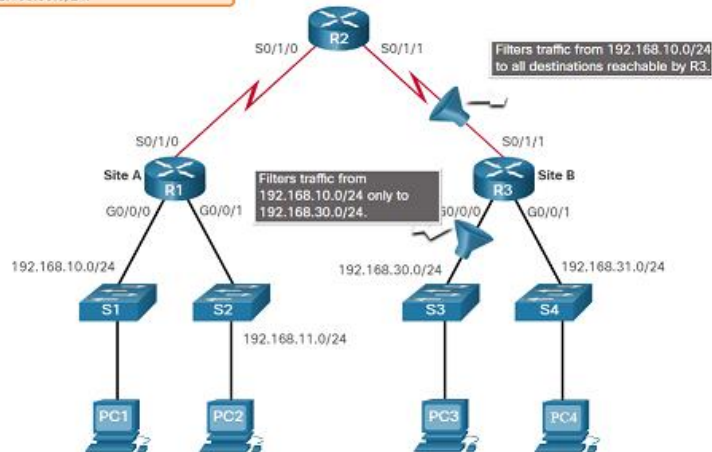 R2
S0/1/0
S0/1/1
Filters traffic from 192.168.10.0/24
to all destinations reachable by R3.
S0/1/0
S0/1/1
Site A
R1
Filters traffic from
192.168.10.0/24 only to
192.168.30.0/24.
R3
Site B
G0/0/0
G0/0/1
G0/0/0
G0/0/1
192.168.10.0/24
192.168.30.0/24
192.168.31.0/24
S1
S2
S3
S4
192.168.11.0/24
PC1
PC2
PC3
PC4